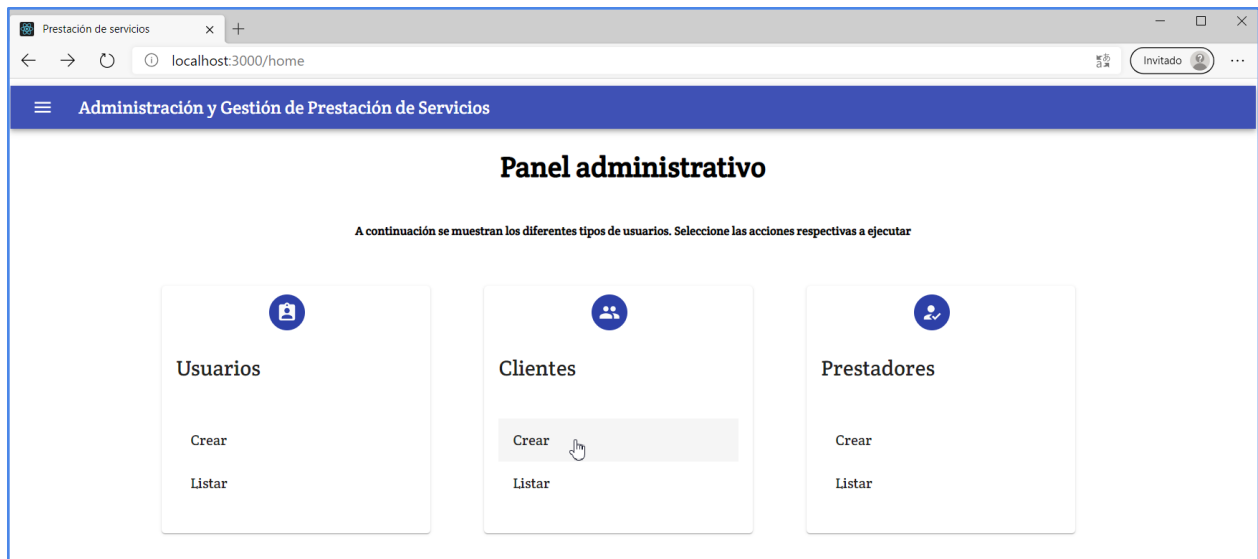 Prestación de servicios
localhost:3000/home
Invitado
Administración y Gestión de Prestación de Servicios
Panel administrativo
A continuación se muestran los diferentes tipos de usuarios. Seleccione las acciones respectivas a ejecutar
Usuarios
Crear
Listar
Clientes
Crear
Listar
Prestadores
Crear
Listar